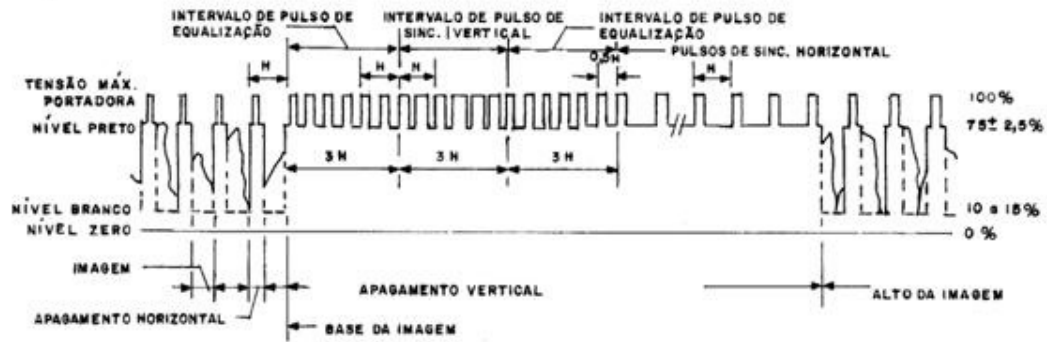 INTERVALO DE PULSO DE
EQUALIZAÇÃO
INTERVALO DE PULSO DE
SINC. VERTICAL
INTERVALO DE PULSO DE
EQUALIZAÇÃO
PULSOS DE SINC. HORIZONTAL
H
H
H
0,5H
H
TENSÃO MÁX.
PORTADORA
100%
NÍVEL PRETO
75± 2,5%
3 H
3 H
3 H
NÍVEL BRANCO
10 a 15%
NÍVEL ZERO
0 %
IMAGEM
APAGAMENTO VERTICAL
ALTO DA IMAGEM
APAGAMENTO HORIZONTAL
BASE DA IMAGEM